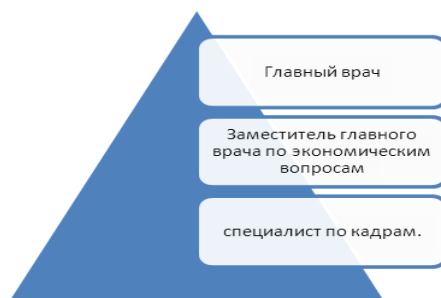 Главный врач
Заместитель главного
врача по экономическим
вопросам
специалист по кадрам.